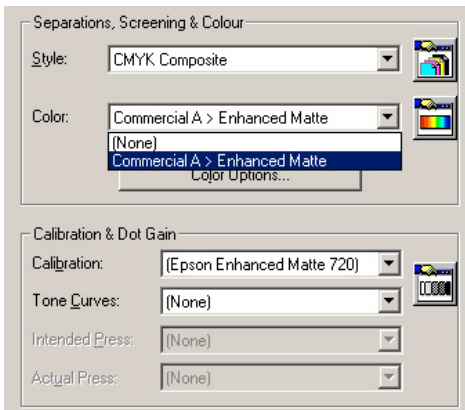 Separations, Screening & Colour
Style: CMYK Composite
Color: Commercial A > Enhanced Matte
(None)
Commercial A > Enhanced Matte
Color Options...
Calibration & Dot Gain
Calibration: (Epson Enhanced Matte 720)
Tone Curves: (None)
Intended Press: (None)
Actual Press: (None)